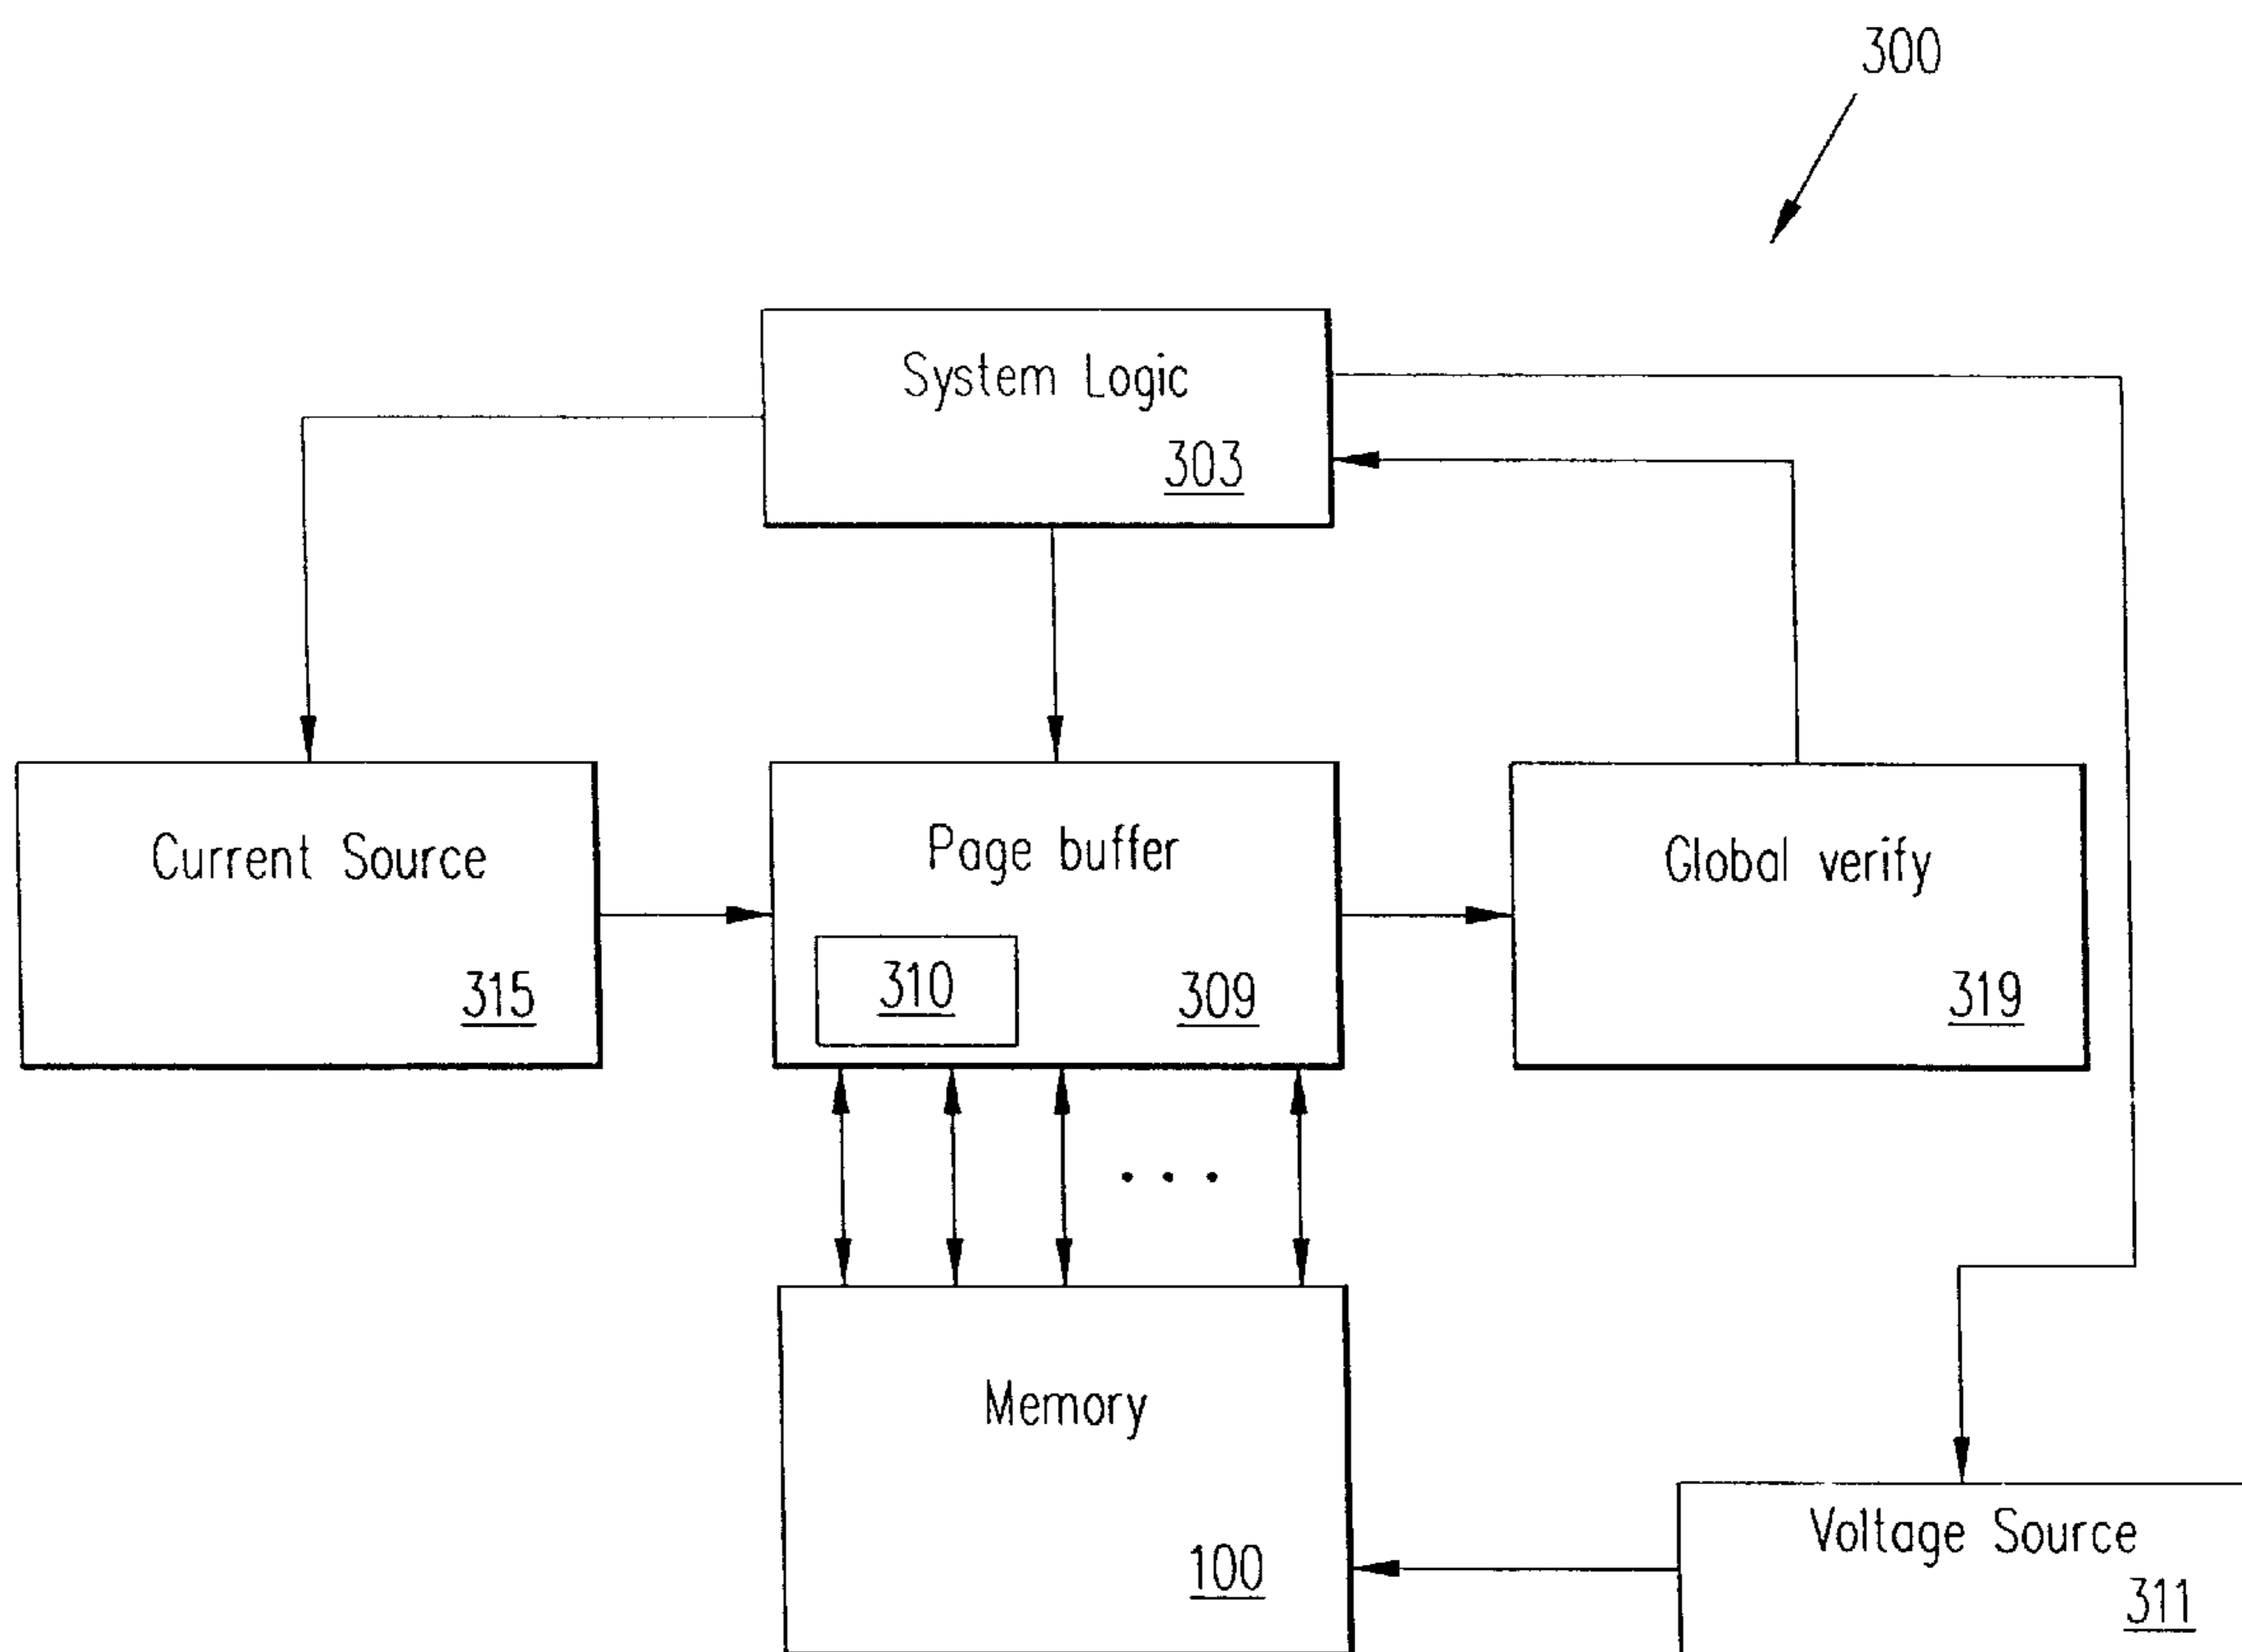 300
System Logic
303
Current Source
315
Page buffer
310
309
Global verify
319
Memory
100
Voltage Source
311